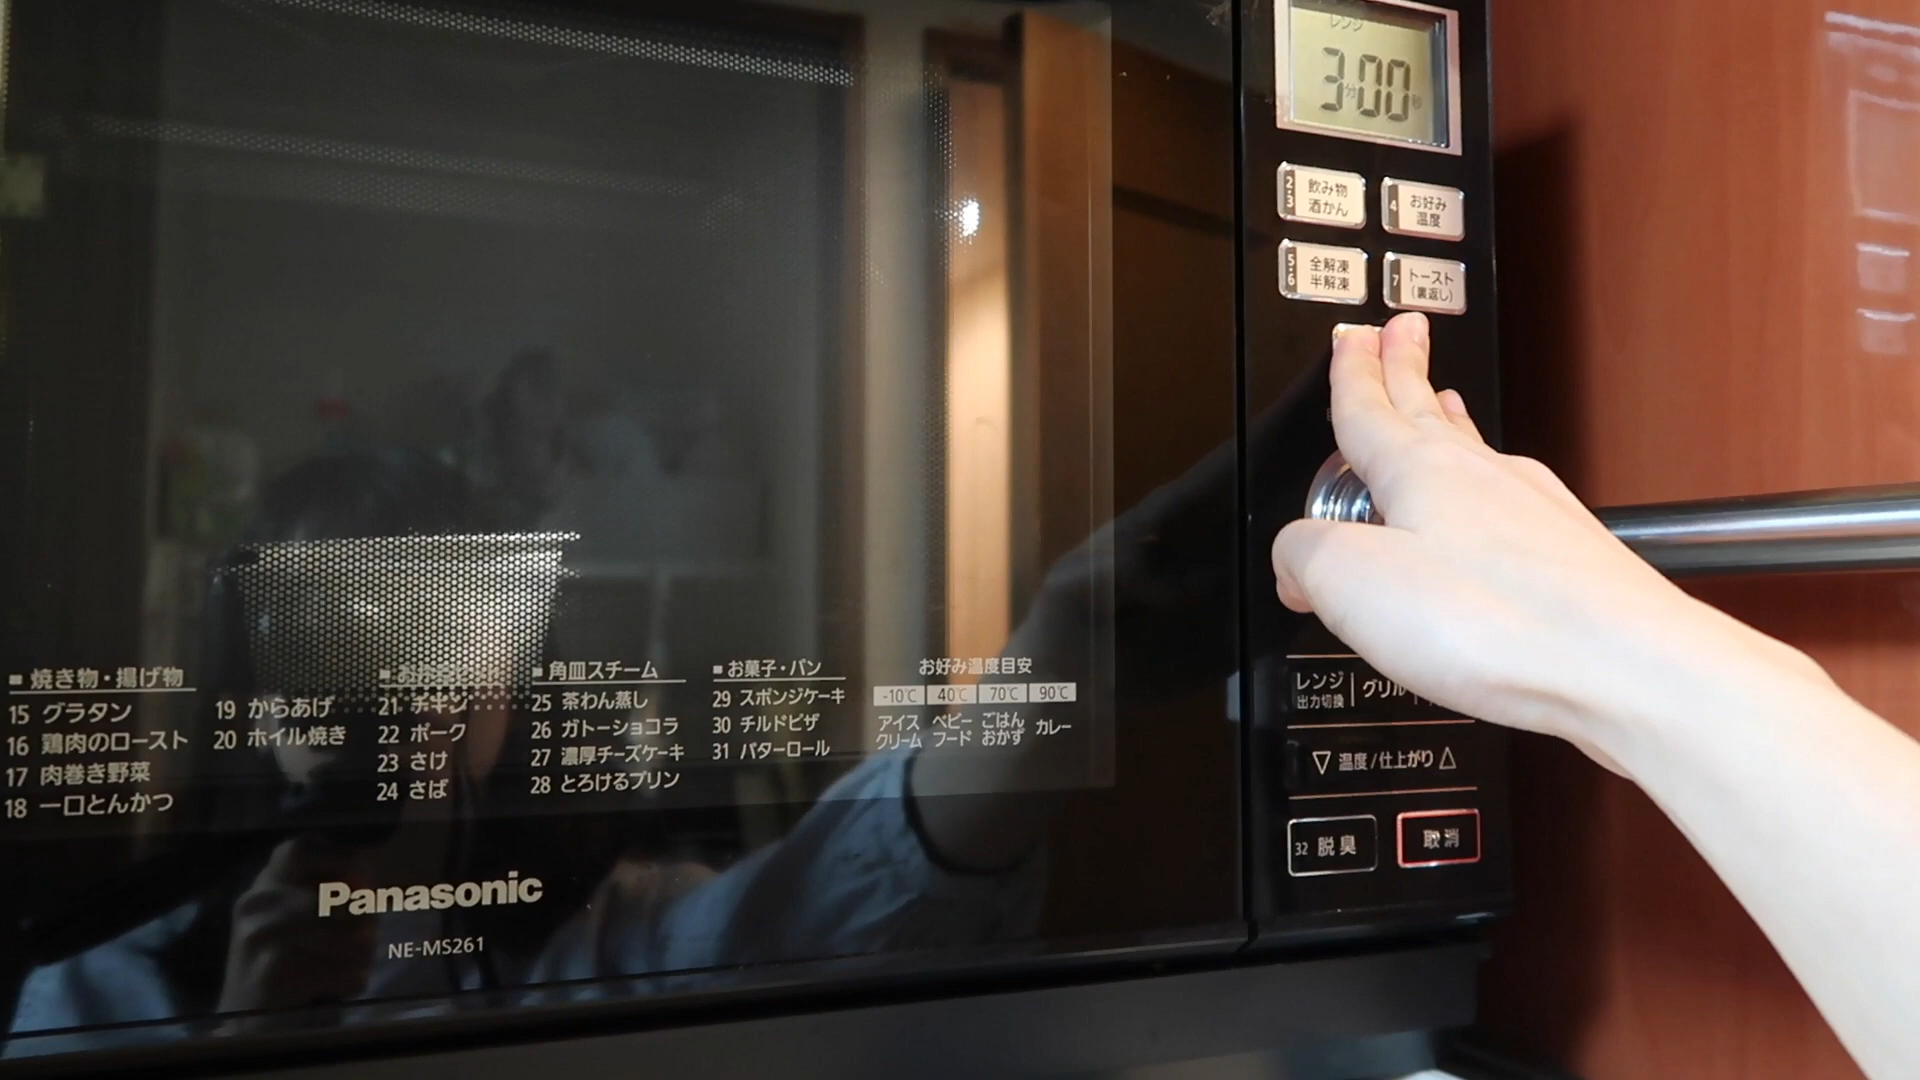 レンジ
3分00秒
2・3 飲み物
酒かん
4 お好み
温度
5・6 全解凍
半解凍
7 トースト
(裏返し)
レンジ
出力切換
グリル
▽ 温度/仕上がり △
32 脱臭
取消
■ 焼き物・揚げ物
15 グラタン
16 鶏肉のロースト
17 肉巻き野菜
18 一口とんかつ
19 からあげ
20 ホイル焼き
21 チキン
22 ポーク
23 さけ
24 さば
■ 角皿スチーム
25 茶わん蒸し
26 ガトーショコラ
27 濃厚チーズケーキ
28 とろけるプリン
■ お菓子・パン
29 スポンジケーキ
30 チルドピザ
31 バターロール
お好み温度目安
-10℃ 40℃ 70℃ 90℃
アイス
クリーム
ベビー
フード
ごはん
おかず
カレー
Panasonic
NE-MS261